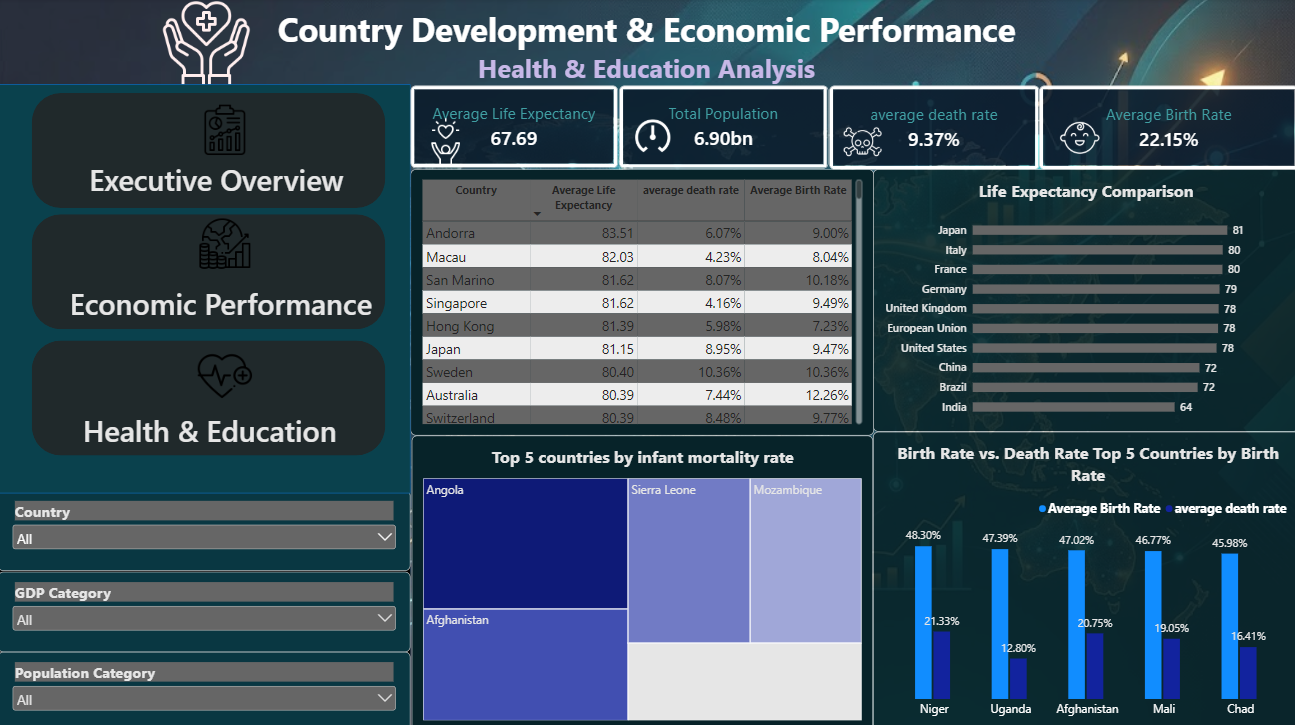 Country Development & Economic Performance
Health & Education Analysis
Executive Overview
Economic Performance
Health & Education
Country
All
GDP Category
All
Population Category
All
Average Life Expectancy
67.69
Total Population
6.90bn
average death rate
9.37%
Average Birth Rate
22.15%
Country Average Life Expectancy average death rate Average Birth Rate
Andorra 83.51 6.07% 9.00%
Macau 82.03 4.23% 8.04%
San Marino 81.62 8.07% 10.18%
Singapore 81.62 4.16% 9.49%
Hong Kong 81.39 5.98% 7.23%
Japan 81.15 8.95% 9.47%
Sweden 80.40 10.36% 10.36%
Australia 80.39 7.44% 12.26%
Switzerland 80.39 8.48% 9.77%
Life Expectancy Comparison
Japan 81
Italy 80
France 80
Germany 79
United Kingdom 78
European Union 78
United States 78
China 72
Brazil 72
India 64
Top 5 countries by infant mortality rate
Angola
Afghanistan
Sierra Leone
Mozambique
Birth Rate vs. Death Rate Top 5 Countries by Birth
Rate
Average Birth Rate average death rate
48.30% 47.39% 47.02% 46.77% 45.98%
21.33% 12.80% 20.75% 19.05% 16.41%
Niger Uganda Afghanistan Mali Chad